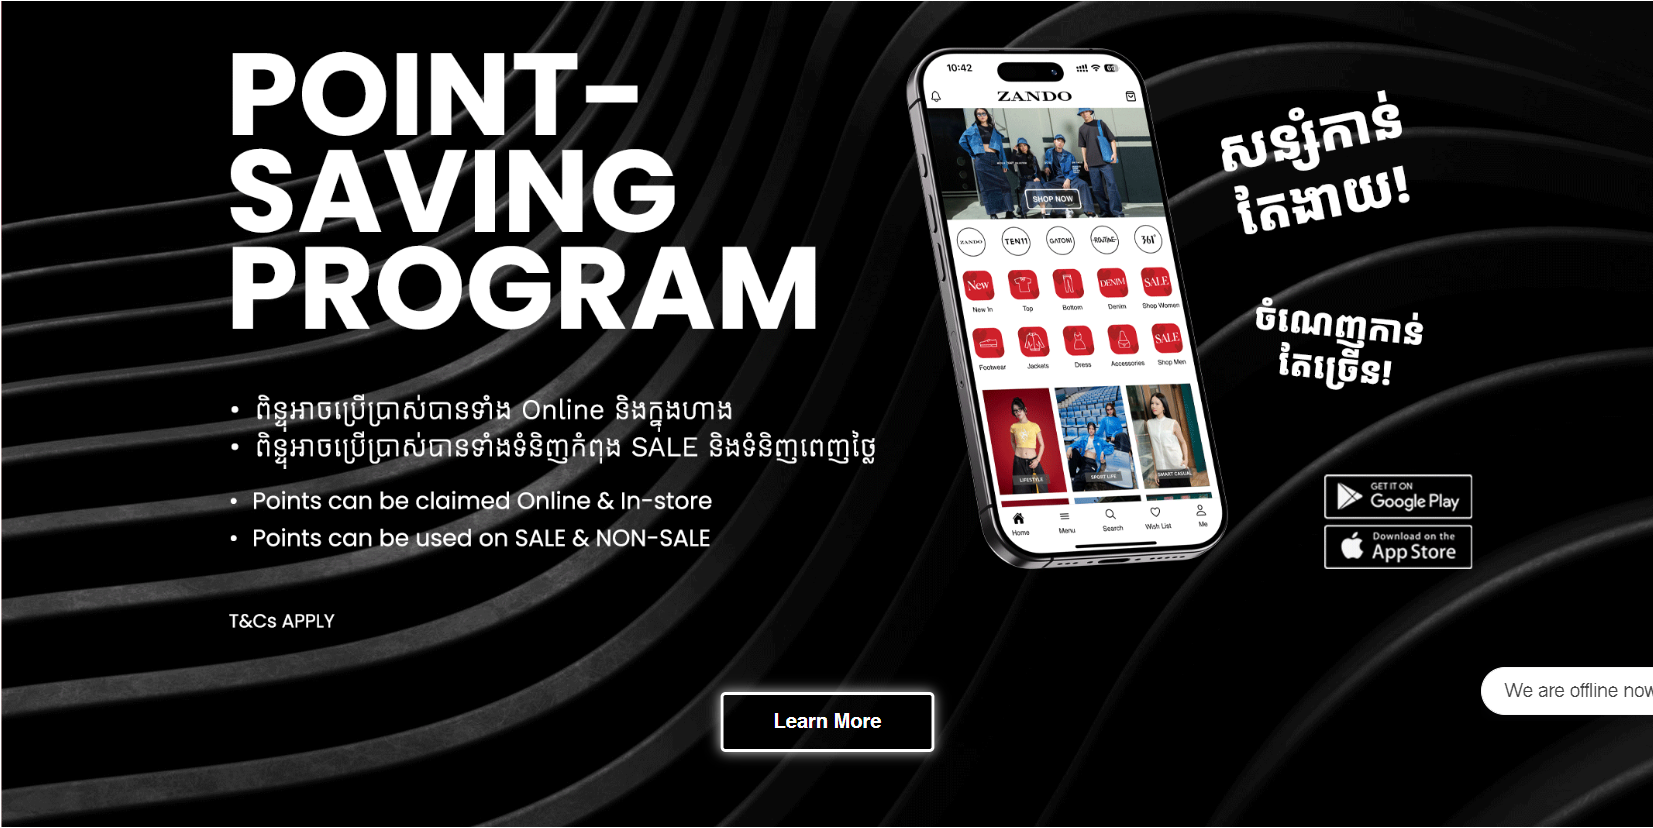 POINT-
SAVING
PROGRAM
• ពិន្ទុអាចប្រើប្រាស់បានទាំង Online និងក្នុងហាង
• ពិន្ទុអាចប្រើប្រាស់បានទាំងទំនិញកំពុង SALE និងទំនិញពេញថ្លៃ
• Points can be claimed Online & In-store
• Points can be used on SALE & NON-SALE
T&Cs APPLY
10:42
ZANDO
SHOP NOW
ZANDO TEN11 GATONI ROUTINE 361°
New DENIM SALE
New In Top Bottom Denim Shop Women
SALE
Footwear Jackets Dress Accessories Shop Men
LIFESTYLE SPORT LIFE SMART CASUAL
Home Menu Search Wish List Me
សន្សំកាន់
តែងាយ!
ចំណេញកាន់
តែច្រើន!
GET IT ON
Google Play
Download on the
App Store
Learn More
We are offline now